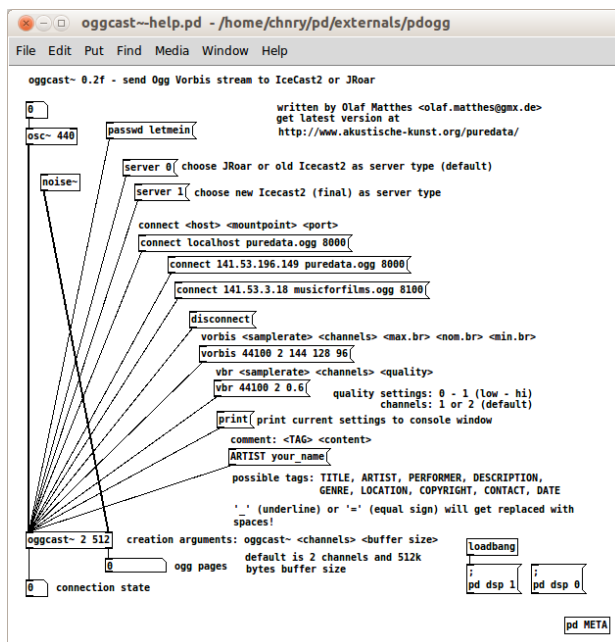 oggcast~-help.pd - /home/chnry/pd/externals/pdogg
File Edit Put Find Media Window Help
oggcast~ 0.2f - send Ogg Vorbis stream to IceCast2 or JRoar
0
written by Olaf Matthes <olaf.matthes@gmx.de>
get latest version at
http://www.akustische-kunst.org/puredata/
osc~ 440
passwd letmein
server 0 choose JRoar or old Icecast2 as server type (default)
noise~
server 1 choose new Icecast2 (final) as server type
connect <host> <mountpoint> <port>
connect localhost puredata.ogg 8000
connect 141.53.196.149 puredata.ogg 8000
connect 141.53.3.18 musicforfilms.ogg 8100
disconnect
vorbis <samplerate> <channels> <max.br> <nom.br> <min.br>
vorbis 44100 2 144 128 96
vbr <samplerate> <channels> <quality>
vbr 44100 2 0.6
quality settings: 0 - 1 (low - hi)
channels: 1 or 2 (default)
print print current settings to console window
comment: <TAG> <content>
ARTIST your_name
possible tags: TITLE, ARTIST, PERFORMER, DESCRIPTION,
GENRE, LOCATION, COPYRIGHT, CONTACT, DATE
'_' (underline) or '=' (equal sign) will get replaced with
spaces!
oggcast~ 2 512 creation arguments: oggcast~ <channels> <buffer size>
0 ogg pages
default is 2 channels and 512k
bytes buffer size
0 connection state
loadbang
;
pd dsp 1
;
pd dsp 0
pd META